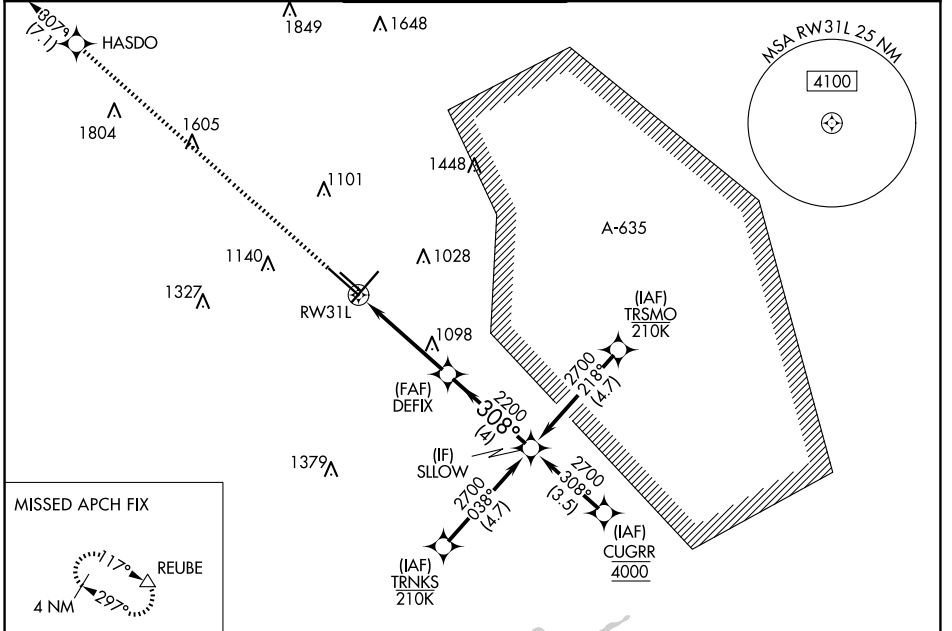 307°
(7.1)
HASDO
1849
1648
MSA RW31L 25 NM
4100
1804
1605
1448
1101
A-635
1140
1028
1327
RW31L
(IAF)
TRSMO
210K
1098
2700
218°
(4.7)
(FAF)
DEFIX
2200
308°
(4)
(IF)
SLLOW
1379
2700
308°
(3.5)
2700
038°
(4.7)
(IAF)
CUGRR
4000
(IAF)
TRNKS
210K
MISSED APCH FIX
117°
REUBE
4 NM
297°